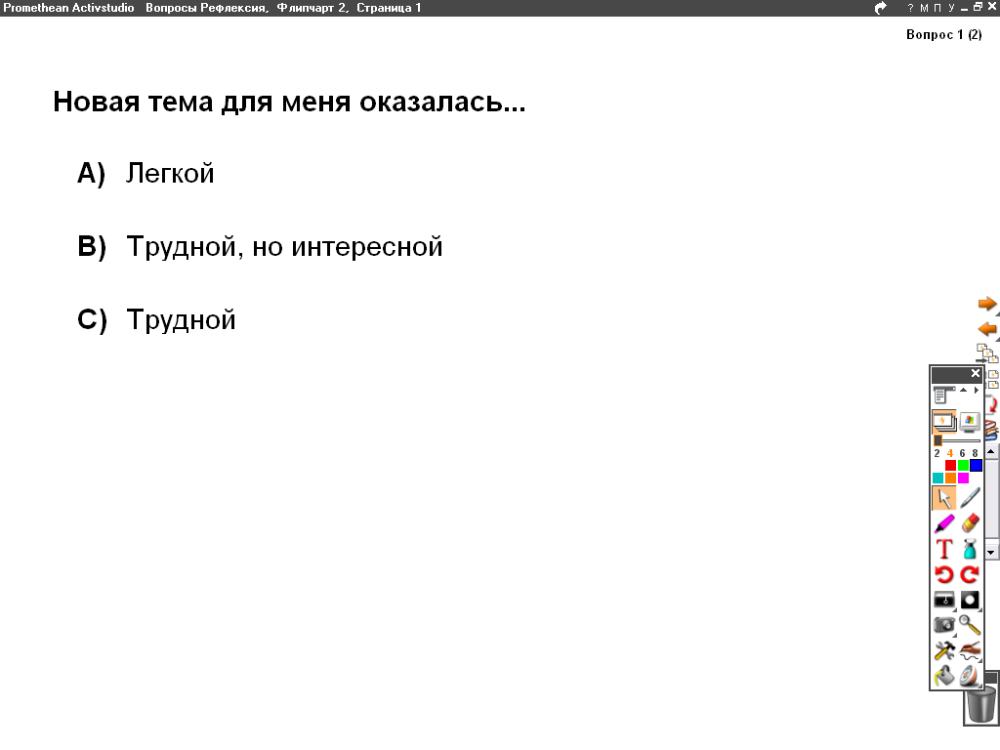 Promethean Activstudio Вопросы Рефлексия, Флипчарт 2, Страница 1
? М П У
Вопрос 1 (2)
Новая тема для меня оказалась...
A) Легкой
B) Трудной, но интересной
C) Трудной
2 4 6 8
T